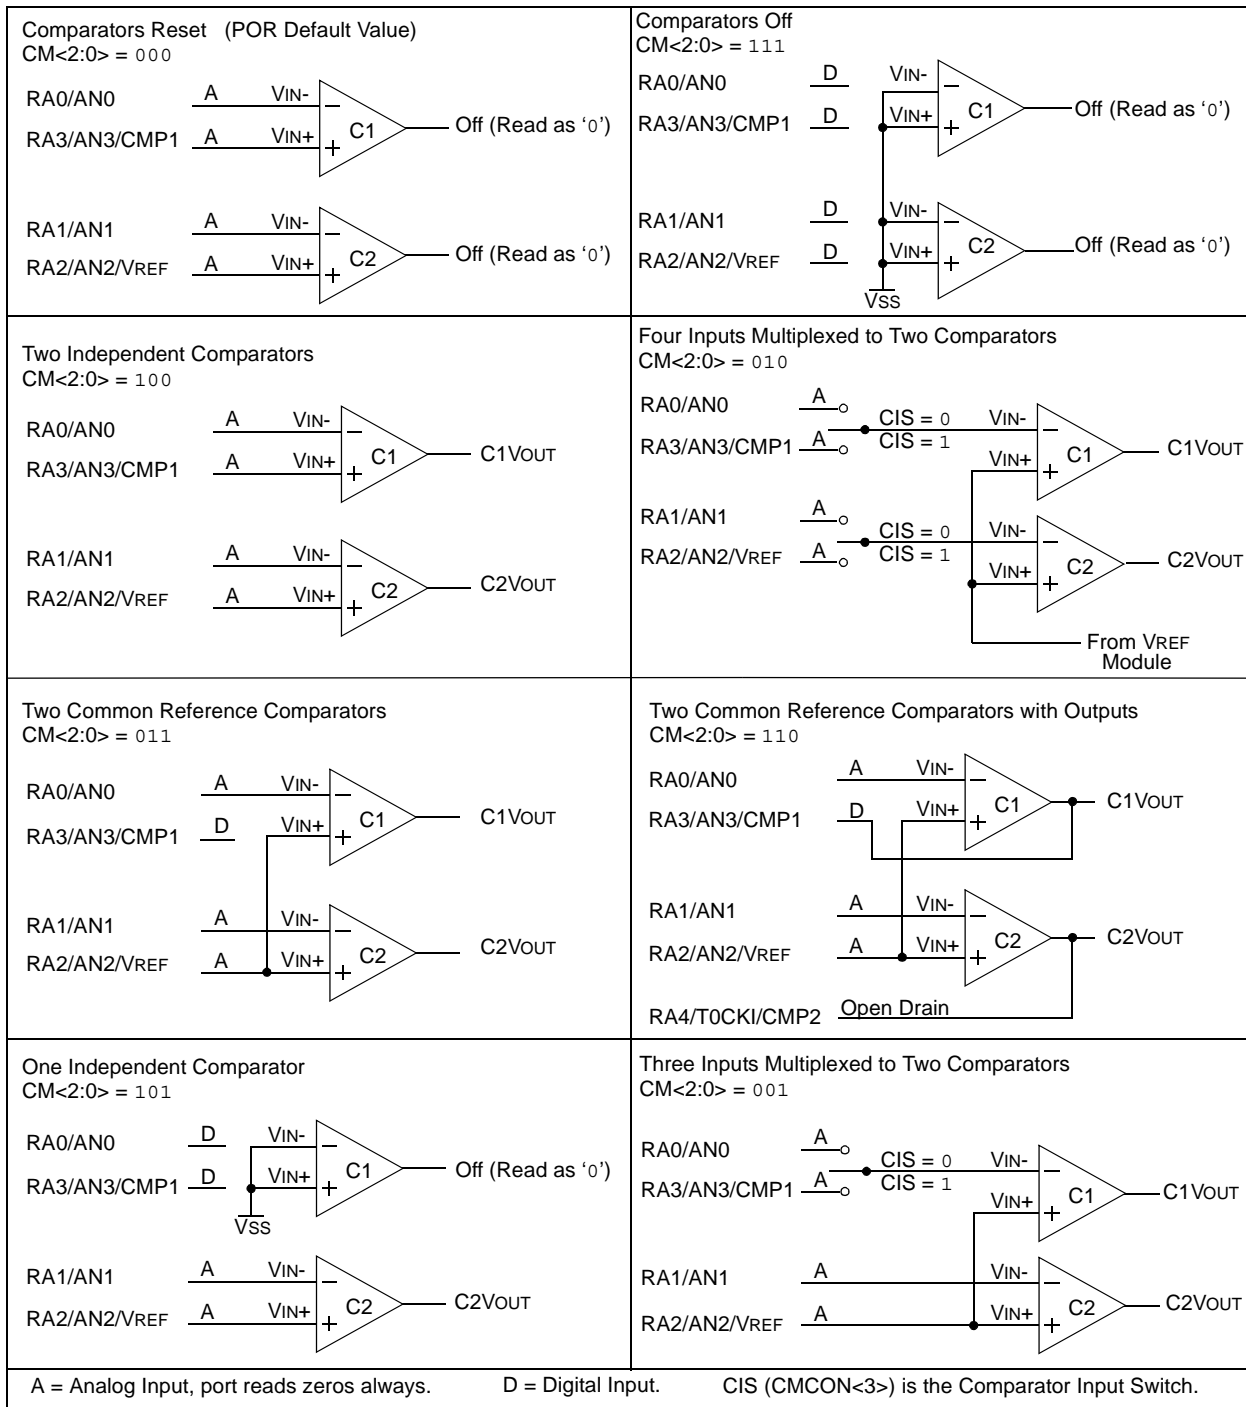 Comparators Reset (POR Default Value)
CM<2:0> = 000
RA0/AN0 A VIN-
RA3/AN3/CMP1 A VIN+
C1 Off (Read as ‘0’)
RA1/AN1 A VIN-
RA2/AN2/VREF A VIN+
C2 Off (Read as ‘0’)
Comparators Off
CM<2:0> = 111
RA0/AN0 D VIN-
RA3/AN3/CMP1 D VIN+
C1 Off (Read as ‘0’)
RA1/AN1 D VIN-
RA2/AN2/VREF D VIN+
C2 Off (Read as ‘0’)
VSS
Two Independent Comparators
CM<2:0> = 100
RA0/AN0 A VIN-
RA3/AN3/CMP1 A VIN+
C1 C1VOUT
RA1/AN1 A VIN-
RA2/AN2/VREF A VIN+
C2 C2VOUT
Four Inputs Multiplexed to Two Comparators
CM<2:0> = 010
RA0/AN0 A CIS = 0 VIN-
RA3/AN3/CMP1 A CIS = 1 VIN+
C1 C1VOUT
RA1/AN1 A CIS = 0 VIN-
RA2/AN2/VREF A CIS = 1 VIN+
C2 C2VOUT
From VREF
Module
Two Common Reference Comparators
CM<2:0> = 011
RA0/AN0 A VIN-
RA3/AN3/CMP1 D VIN+
C1 C1VOUT
RA1/AN1 A VIN-
RA2/AN2/VREF A VIN+
C2 C2VOUT
Two Common Reference Comparators with Outputs
CM<2:0> = 110
RA0/AN0 A VIN-
RA3/AN3/CMP1 D VIN+
C1 C1VOUT
RA1/AN1 A VIN-
RA2/AN2/VREF A VIN+
C2 C2VOUT
RA4/T0CKI/CMP2 Open Drain
One Independent Comparator
CM<2:0> = 101
RA0/AN0 D VIN-
RA3/AN3/CMP1 D VIN+
C1 Off (Read as ‘0’)
VSS
RA1/AN1 A VIN-
RA2/AN2/VREF A VIN+
C2 C2VOUT
Three Inputs Multiplexed to Two Comparators
CM<2:0> = 001
RA0/AN0 A CIS = 0 VIN-
RA3/AN3/CMP1 A CIS = 1 VIN+
C1 C1VOUT
RA1/AN1 A VIN-
RA2/AN2/VREF A VIN+
C2 C2VOUT
A = Analog Input, port reads zeros always. D = Digital Input. CIS (CMCON<3>) is the Comparator Input Switch.